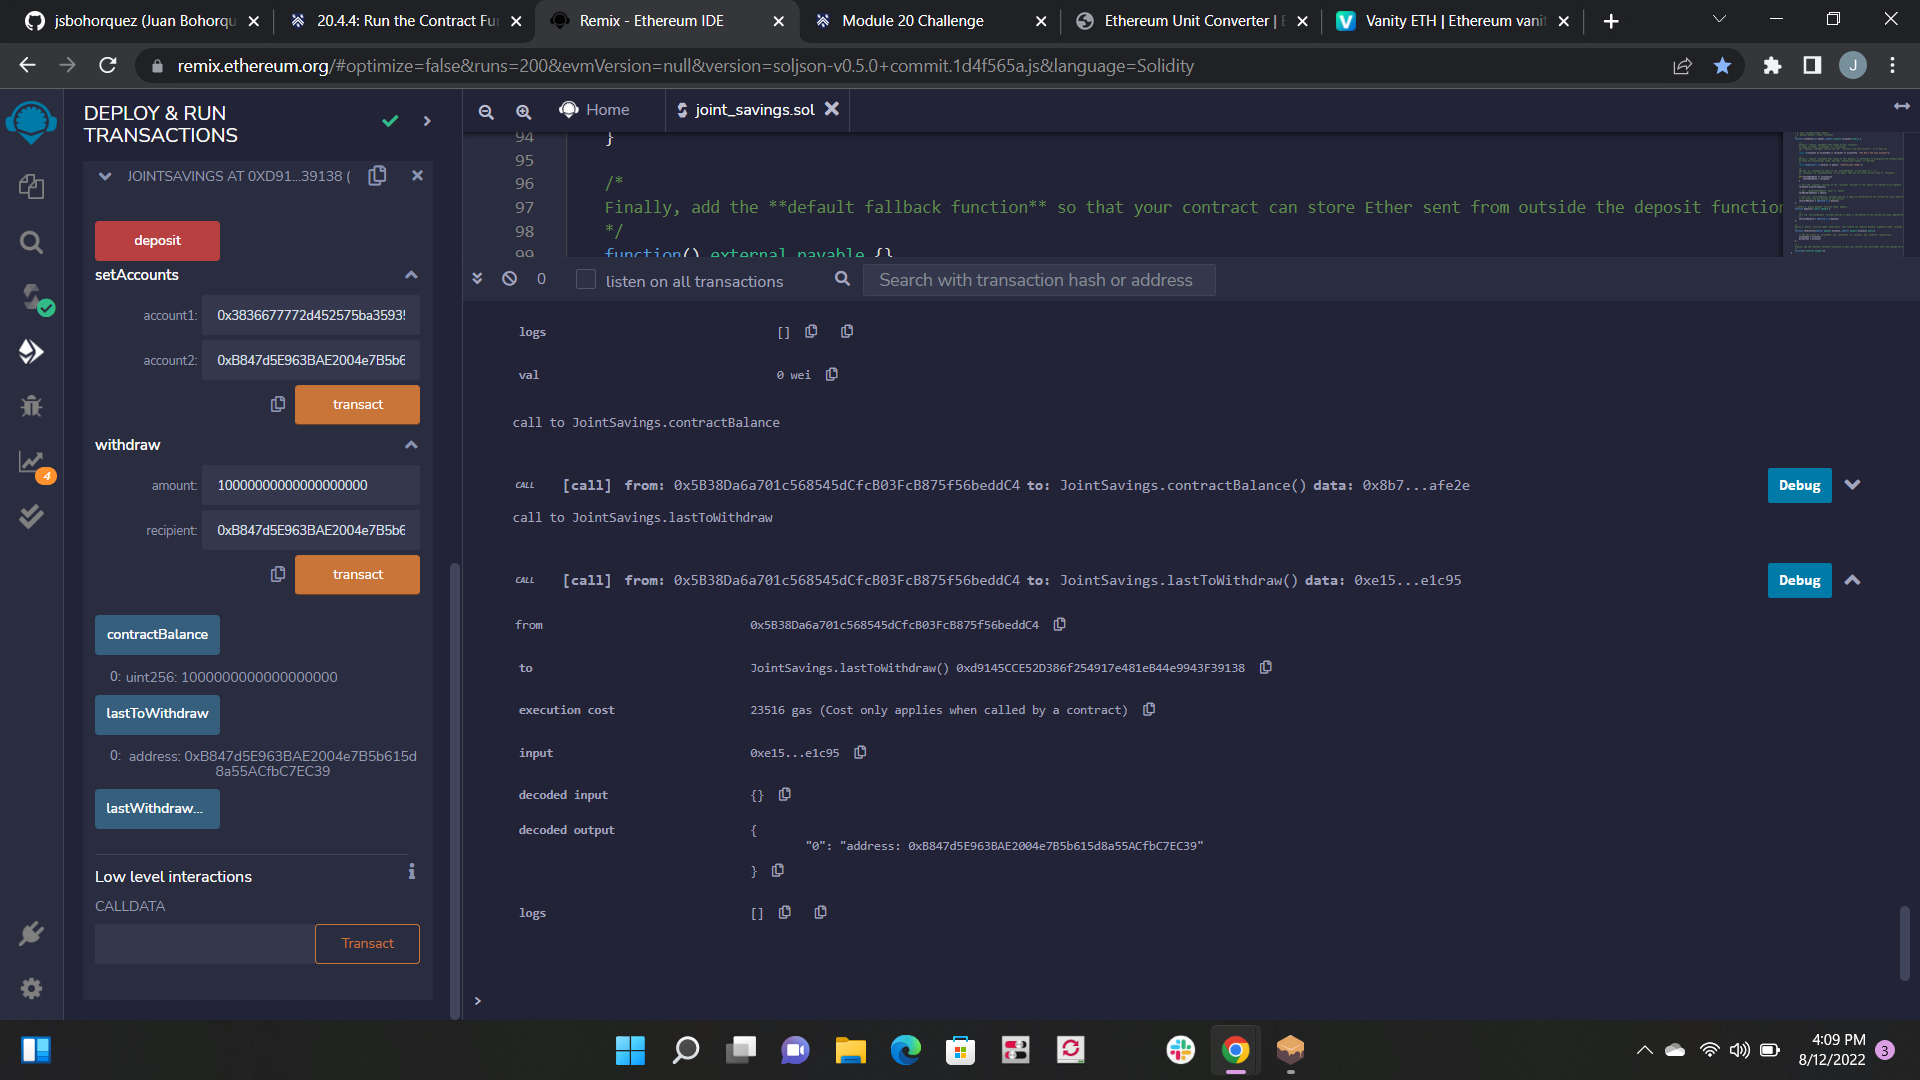 jsbohorquez (Juan Bohorqu
20.4.4: Run the Contract Fun
Remix - Ethereum IDE
Module 20 Challenge
Ethereum Unit Converter |
Vanity ETH | Ethereum vanit
remix.ethereum.org/#optimize=false&runs=200&evmVersion=null&version=soljson-v0.5.0+commit.1d4f565a.js&language=Solidity
J
DEPLOY & RUN
TRANSACTIONS
JOINTSAVINGS AT 0XD91...39138 (
deposit
setAccounts
account1:
0x3836677772d452575ba3593
account2:
0xB847d5E963BAE2004e7B5b6
transact
withdraw
amount:
10000000000000000000
recipient:
0xB847d5E963BAE2004e7B5b6
transact
contractBalance
0: uint256: 1000000000000000000
lastToWithdraw
0: address: 0xB847d5E963BAE2004e7B5b615d
8a55ACfbC7EC39
lastWithdraw...
Low level interactions
CALLDATA
Transact
4
Home
joint_savings.sol
94 }
95
96 /*
97 Finally, add the **default fallback function** so that your contract can store Ether sent from outside the deposit function
98 */
99 function() external payable {}
0
listen on all transactions
Search with transaction hash or address
logs [ ]
val 0 wei
call to JointSavings.contractBalance
CALL [call] from: 0x5B38Da6a701c568545dCfcB03FcB875f56beddC4 to: JointSavings.contractBalance() data: 0x8b7...afe2e
Debug
call to JointSavings.lastToWithdraw
CALL [call] from: 0x5B38Da6a701c568545dCfcB03FcB875f56beddC4 to: JointSavings.lastToWithdraw() data: 0xe15...e1c95
Debug
from 0x5B38Da6a701c568545dCfcB03FcB875f56beddC4
to JointSavings.lastToWithdraw() 0xd9145CCE52D386f254917e481eB44e9943F39138
execution cost 23516 gas (Cost only applies when called by a contract)
input 0xe15...e1c95
decoded input {}
decoded output {
"0": "address: 0xB847d5E963BAE2004e7B5b615d8a55ACfbC7EC39"
}
logs []
>
4:09 PM
8/12/2022
3